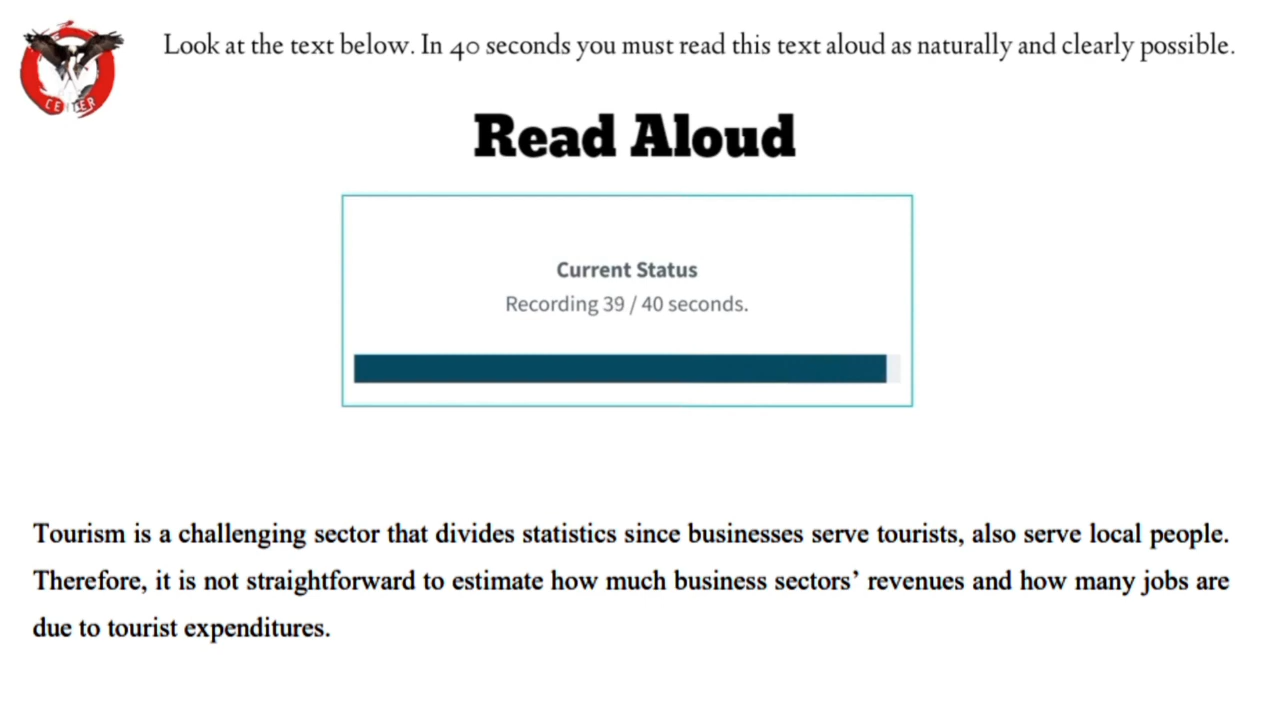 Look at the text below. In 40 seconds you must read this text aloud as naturally and clearly possible.
CENTER
Read Aloud
Current Status
Recording 39 / 40 seconds.
Tourism is a challenging sector that divides statistics since businesses serve tourists, also serve local people.
Therefore, it is not straightforward to estimate how much business sectors’ revenues and how many jobs are
due to tourist expenditures.